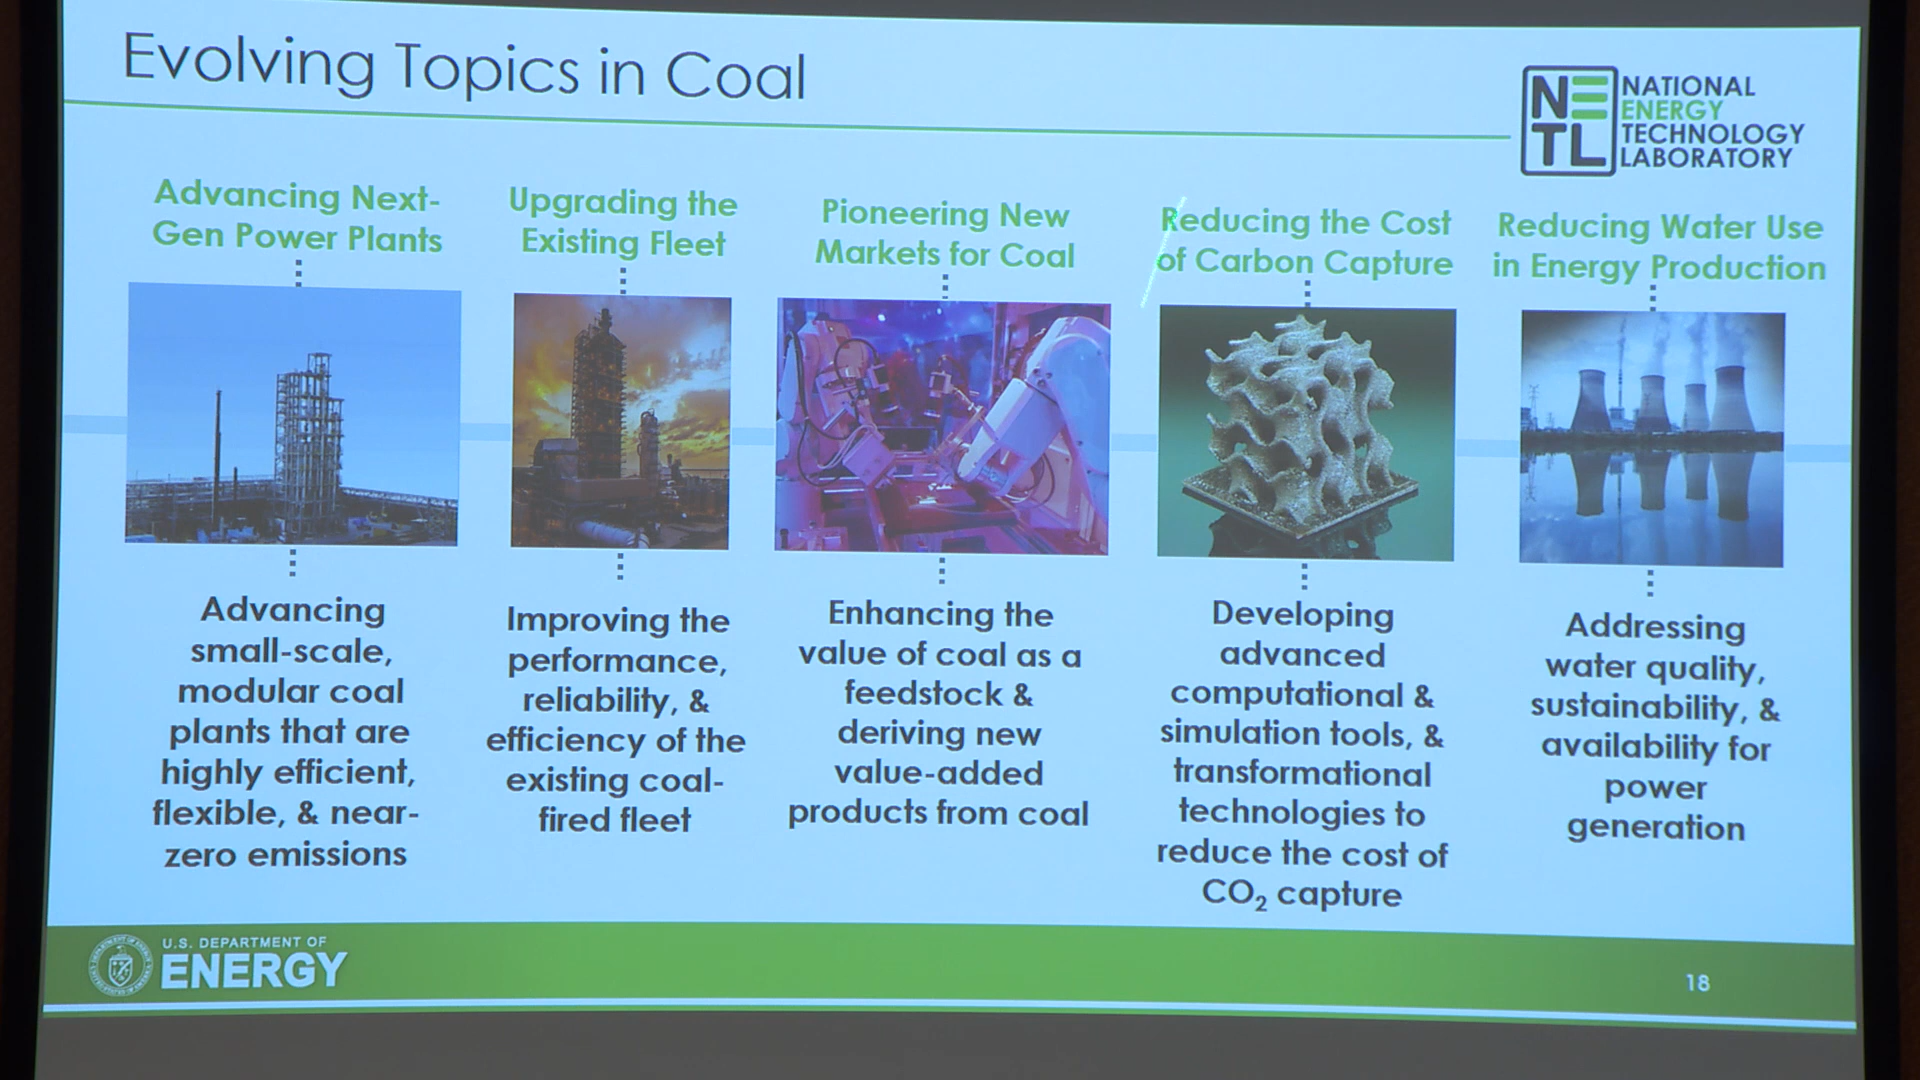 Evolving Topics in Coal
NETL
NATIONAL
ENERGY
TECHNOLOGY
LABORATORY
Advancing Next-
Gen Power Plants
Advancing
small-scale,
modular coal
plants that are
highly efficient,
flexible, & near-
zero emissions
Upgrading the
Existing Fleet
Improving the
performance,
reliability, &
efficiency of the
existing coal-
fired fleet
Pioneering New
Markets for Coal
Enhancing the
value of coal as a
feedstock &
deriving new
value-added
products from coal
Reducing the Cost
of Carbon Capture
Developing
advanced
computational &
simulation tools, &
transformational
technologies to
reduce the cost of
CO₂ capture
Reducing Water Use
in Energy Production
Addressing
water quality,
sustainability, &
availability for
power
generation
U.S. DEPARTMENT OF
ENERGY
18